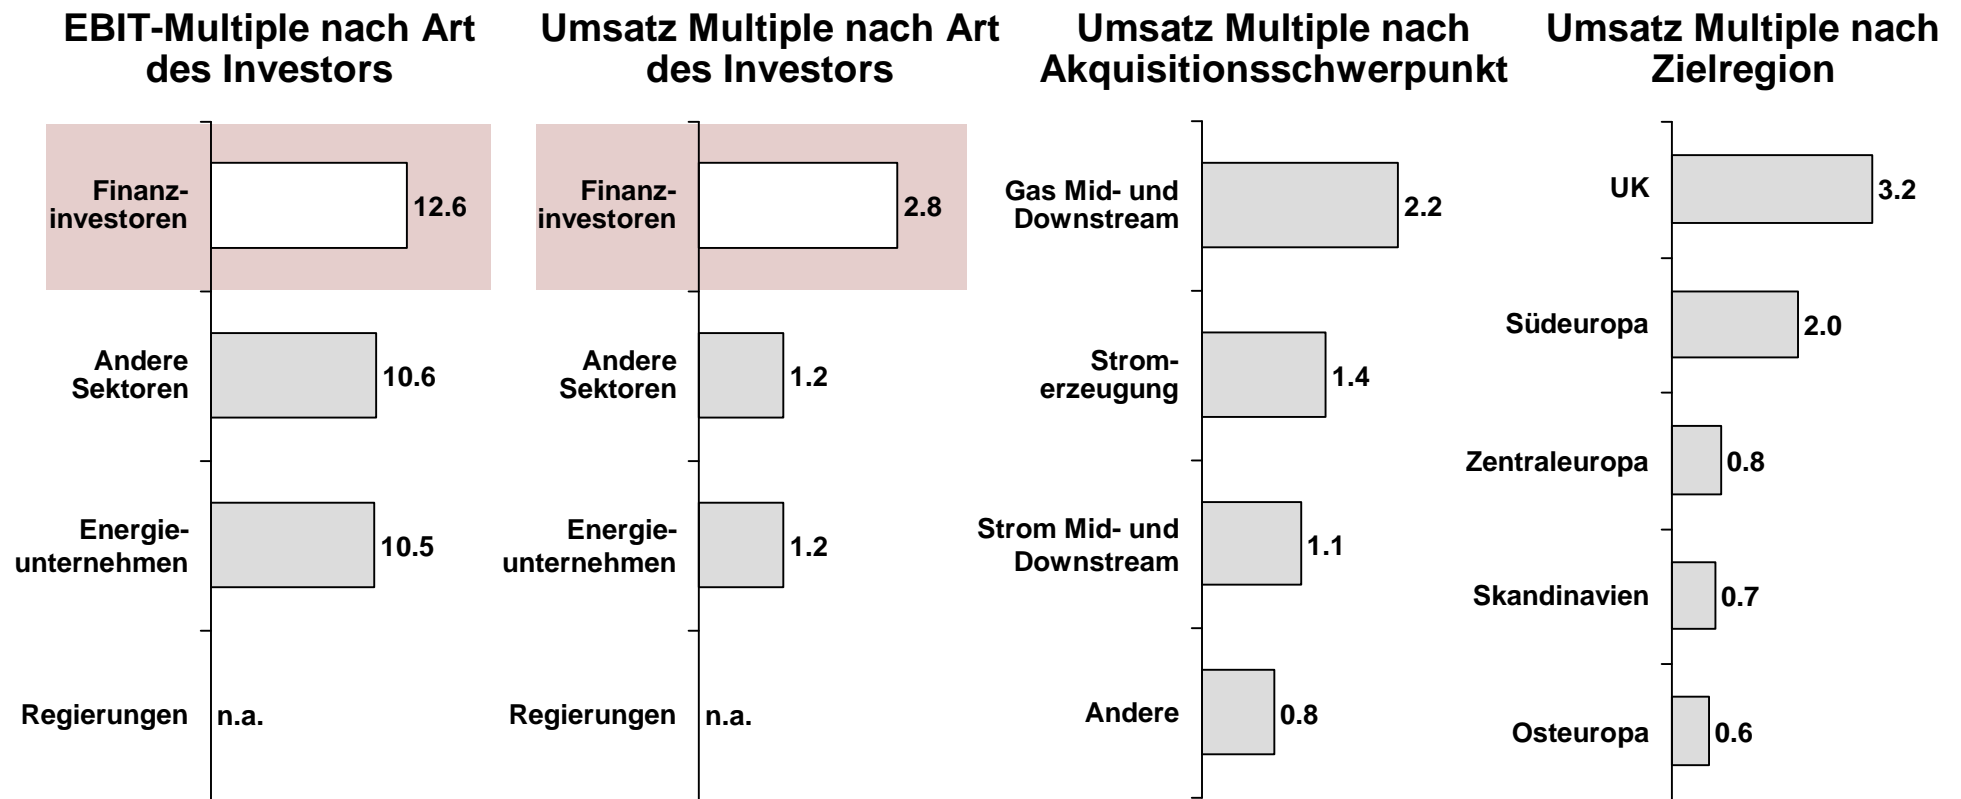 EBIT-Multiple nach Art
des Investors
Finanz-
investoren
12.6
Andere
Sektoren
10.6
Energie-
unternehmen
10.5
Regierungen
n.a.
Umsatz Multiple nach Art
des Investors
Finanz-
investoren
2.8
Andere
Sektoren
1.2
Energie-
unternehmen
1.2
Regierungen
n.a.
Umsatz Multiple nach
Akquisitionsschwerpunkt
Gas Mid- und
Downstream
2.2
Strom-
erzeugung
1.4
Strom Mid- und
Downstream
1.1
Andere
0.8
Umsatz Multiple nach
Zielregion
UK
3.2
Südeuropa
2.0
Zentraleuropa
0.8
Skandinavien
0.7
Osteuropa
0.6